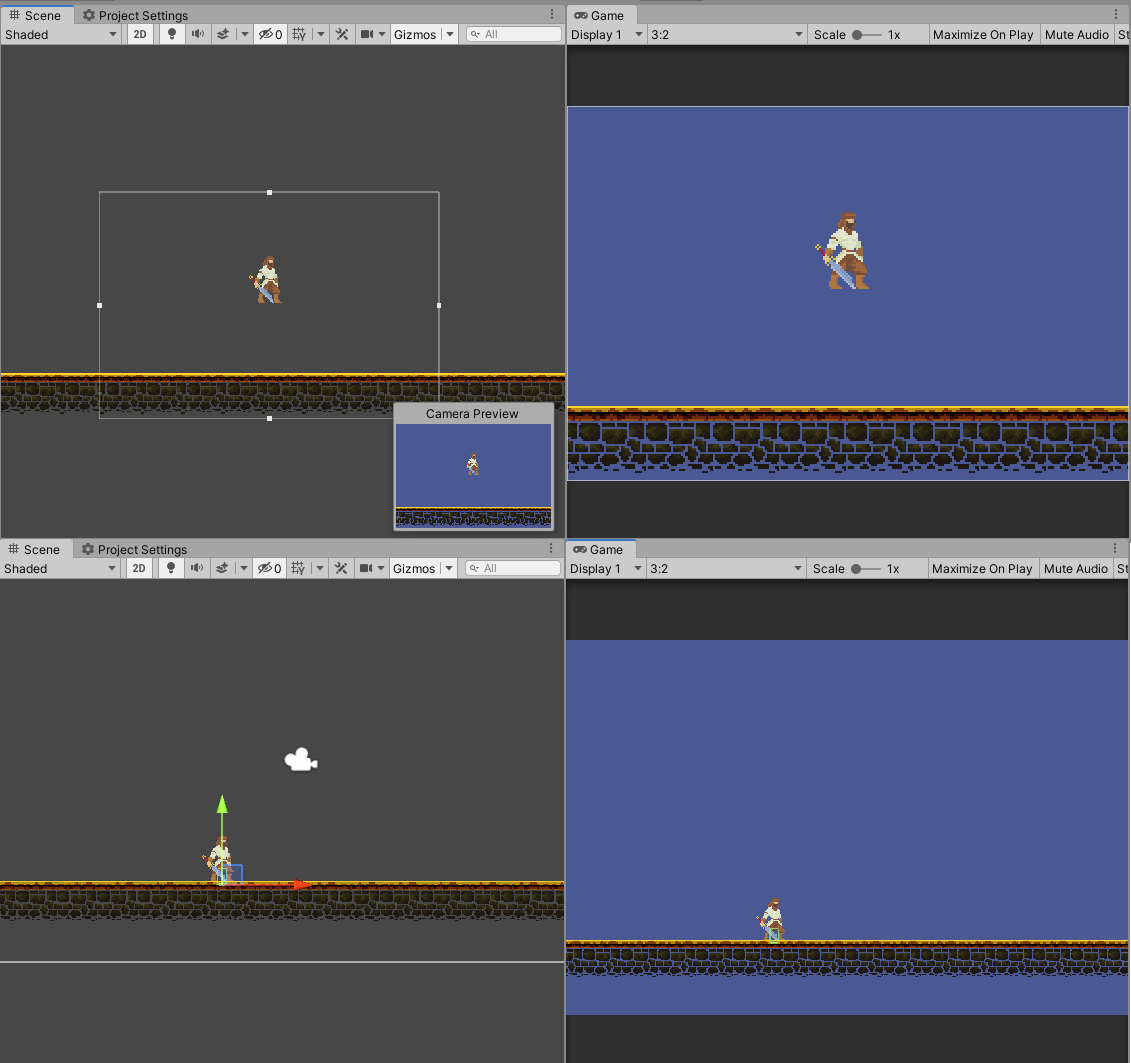 Scene Project Settings
Shaded 2D 0 Gizmos All
Camera Preview
Game
Display 1 3:2 Scale 1x Maximize On Play Mute Audio St
Scene Project Settings
Shaded 2D 0 Gizmos All
Game
Display 1 3:2 Scale 1x Maximize On Play Mute Audio St